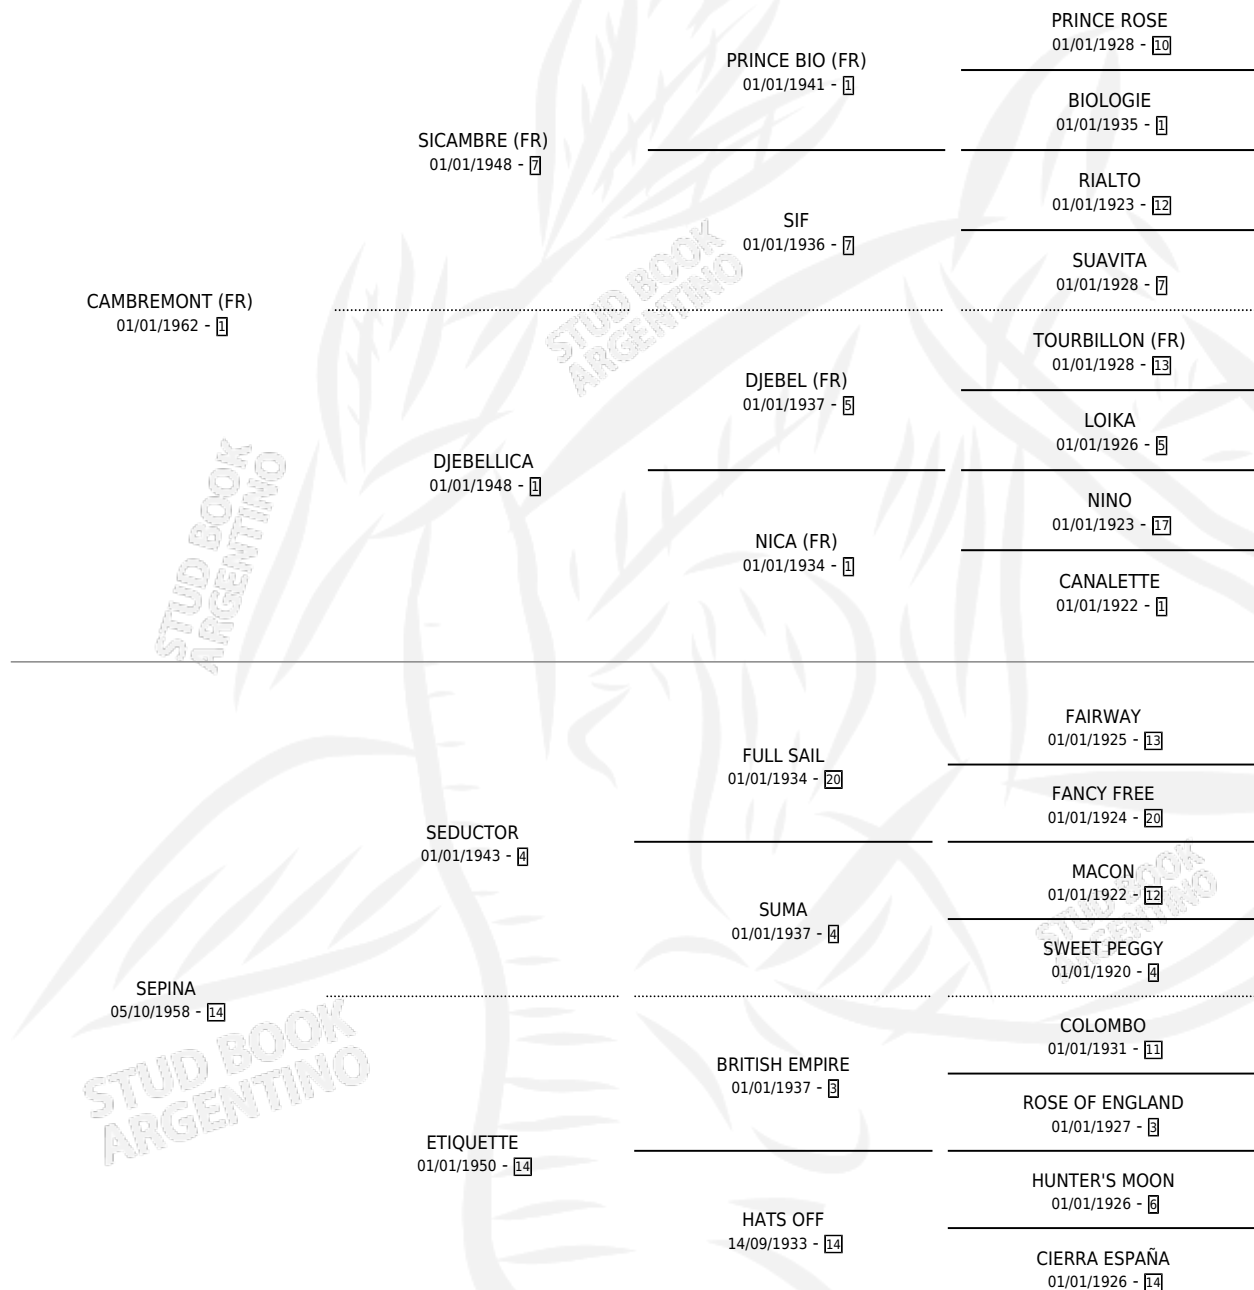 PRINCE ROSE
01/01/1928 - 10
PRINCE BIO (FR)
01/01/1941 - 1
BIOLOGIE
01/01/1935 - 1
SICAMBRE (FR)
01/01/1948 - 7
RIALTO
01/01/1923 - 12
SIF
01/01/1936 - 7
SUAVITA
01/01/1928 - 7
CAMBREMONT (FR)
01/01/1962 - 1
STUD BOOK
ARGENTINO
TOURBILLON (FR)
01/01/1928 - 13
DJEBEL (FR)
01/01/1937 - 5
LOIKA
01/01/1926 - 5
DJEBELLICA
01/01/1948 - 1
NINO
01/01/1923 - 17
NICA (FR)
01/01/1934 - 1
CANALETTE
01/01/1922 - 1
STUD BOOK
ARGENTINO
FAIRWAY
01/01/1925 - 13
FULL SAIL
01/01/1934 - 20
FANCY FREE
01/01/1924 - 20
SEDUCTOR
01/01/1943 - 4
MACON
01/01/1922 - 12
SUMA
01/01/1937 - 4
STUD BOOK
ARGENTINO
SWEET PEGGY
01/01/1920 - 4
SEPINA
05/10/1958 - 14
STUD BOOK
ARGENTINO
COLOMBO
01/01/1931 - 11
BRITISH EMPIRE
01/01/1937 - 3
ROSE OF ENGLAND
01/01/1927 - 3
ETIQUETTE
01/01/1950 - 14
HUNTER'S MOON
01/01/1926 - 6
HATS OFF
14/09/1933 - 14
CIERRA ESPAÑA
01/01/1926 - 14